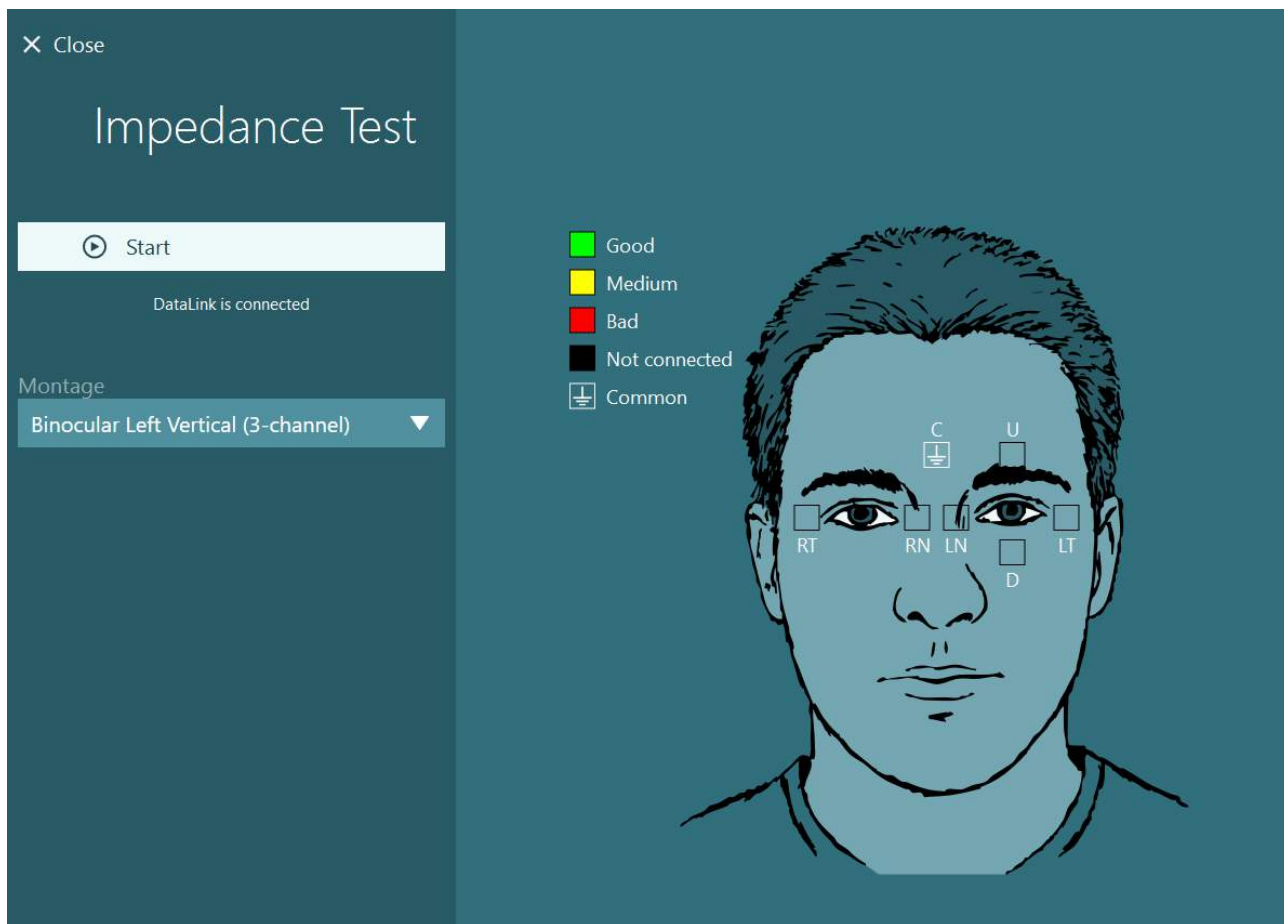 Close
Impedance Test
Start
DataLink is connected
Montage
Binocular Left Vertical (3-channel)
Good
Medium
Bad
Not connected
Common
C U
RT RN LN LT
D